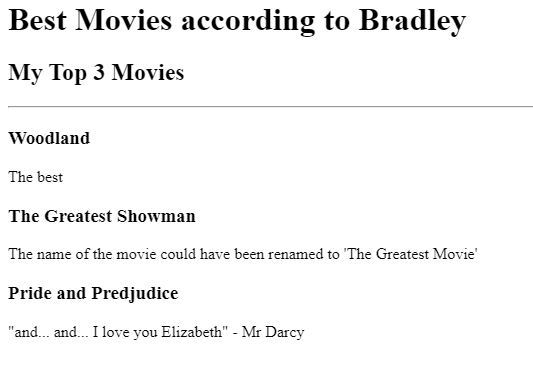 Best Movies according to Bradley
My Top 3 Movies
Woodland
The best
The Greatest Showman
The name of the movie could have been renamed to 'The Greatest Movie'
Pride and Predjudice
"and... and... I love you Elizabeth" - Mr Darcy